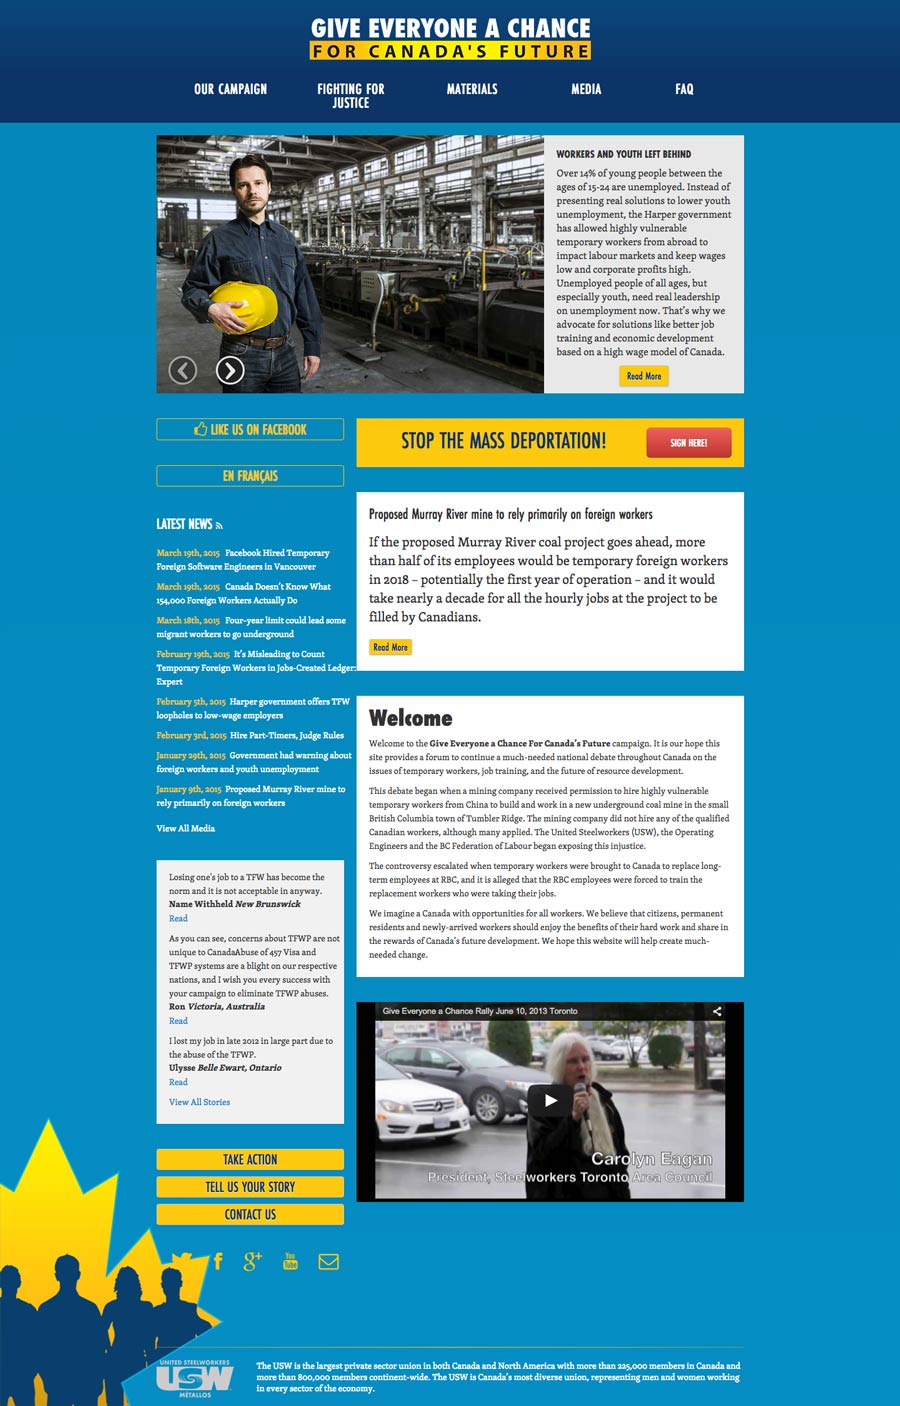 GIVE EVERYONE A CHANCE
FOR CANADA'S FUTURE
OUR CAMPAIGN
FIGHTING FOR
JUSTICE
MATERIALS
MEDIA
FAQ
WORKERS AND YOUTH LEFT BEHIND
Over 14% of young people between the
ages of 15-24 are unemployed. Instead of
presenting real solutions to lower youth
unemployment, the Harper government
has allowed highly vulnerable
temporary workers from abroad to
impact labour markets and keep wages
low and corporate profits high.
Unemployed people of all ages, but
especially youth, need real leadership
on unemployment now. That's why we
advocate for solutions like better job
training and economic development
based on a high wage model of Canada.
Read More
LIKE US ON FACEBOOK
EN FRANÇAIS
LATEST NEWS
March 19th, 2015 Facebook Hired Temporary
Foreign Software Engineers in Vancouver
March 19th, 2015 Canada Doesn't Know What
154,000 Foreign Workers Actually Do
March 18th, 2015 Four-year limit could lead some
migrant workers to go underground
February 19th, 2015 It's Misleading to Count
Temporary Foreign Workers in Jobs-Created Ledger:
Expert
February 5th, 2015 Harper government offers TFW
loopholes to low-wage employers
February 3rd, 2015 Hire Part-Timers, Judge Rules
January 29th, 2015 Government had warning about
foreign workers and youth unemployment
January 9th, 2015 Proposed Murray River mine to
rely primarily on foreign workers
View All Media
Losing one's job to a TFW has become the
norm and it is not acceptable in anyway.
Name Withheld New Brunswick
Read
As you can see, concerns about TFWP are not
unique to CanadaAbuse of 457 Visa and
TFWP systems are a blight on our respective
nations, and I wish you every success with
your campaign to eliminate TFWP abuses.
Ron Victoria, Australia
Read
I lost my job in late 2012 in large part due to
the abuse of the TFWP.
Ulysse Belle Ewart, Ontario
Read
View All Stories
TAKE ACTION
TELL US YOUR STORY
CONTACT US
STOP THE MASS DEPORTATION!
SIGN HERE!
Proposed Murray River mine to rely primarily on foreign workers
If the proposed Murray River coal project goes ahead, more
than half of its employees would be temporary foreign workers
in 2018 – potentially the first year of operation – and it would
take nearly a decade for all the hourly jobs at the project to be
filled by Canadians.
Read More
Welcome
Welcome to the Give Everyone a Chance For Canada's Future campaign. It is our hope this
site provides a forum to continue a much-needed national debate throughout Canada on the
issues of temporary workers, job training, and the future of resource development.
This debate began when a mining company received permission to hire highly vulnerable
temporary workers from China to build and work in a new underground coal mine in the small
British Columbia town of Tumbler Ridge. The mining company did not hire any of the qualified
Canadian workers, although many applied. The United Steelworkers (USW), the Operating
Engineers and the BC Federation of Labour began exposing this injustice.
The controversy escalated when temporary workers were brought to Canada to replace long-
term employees at RBC, and it is alleged that the RBC employees were forced to train the
replacement workers who were taking their jobs.
We imagine a Canada with opportunities for all workers. We believe that citizens, permanent
residents and newly-arrived workers should enjoy the benefits of their hard work and share in
the rewards of Canada's future development. We hope this website will help create much-
needed change.
Give Everyone a Chance Rally June 10, 2013 Toronto
Carolyn Eagan
President, Steelworkers Toronto Area Council
g+
You
Tube
UNITED STEELWORKERS
USW
METALLOS
The USW is the largest private sector union in both Canada and North America with more than 225,000 members in Canada and
more than 800,000 members continent-wide. The USW is Canada's most diverse union, representing men and women working
in every sector of the economy.